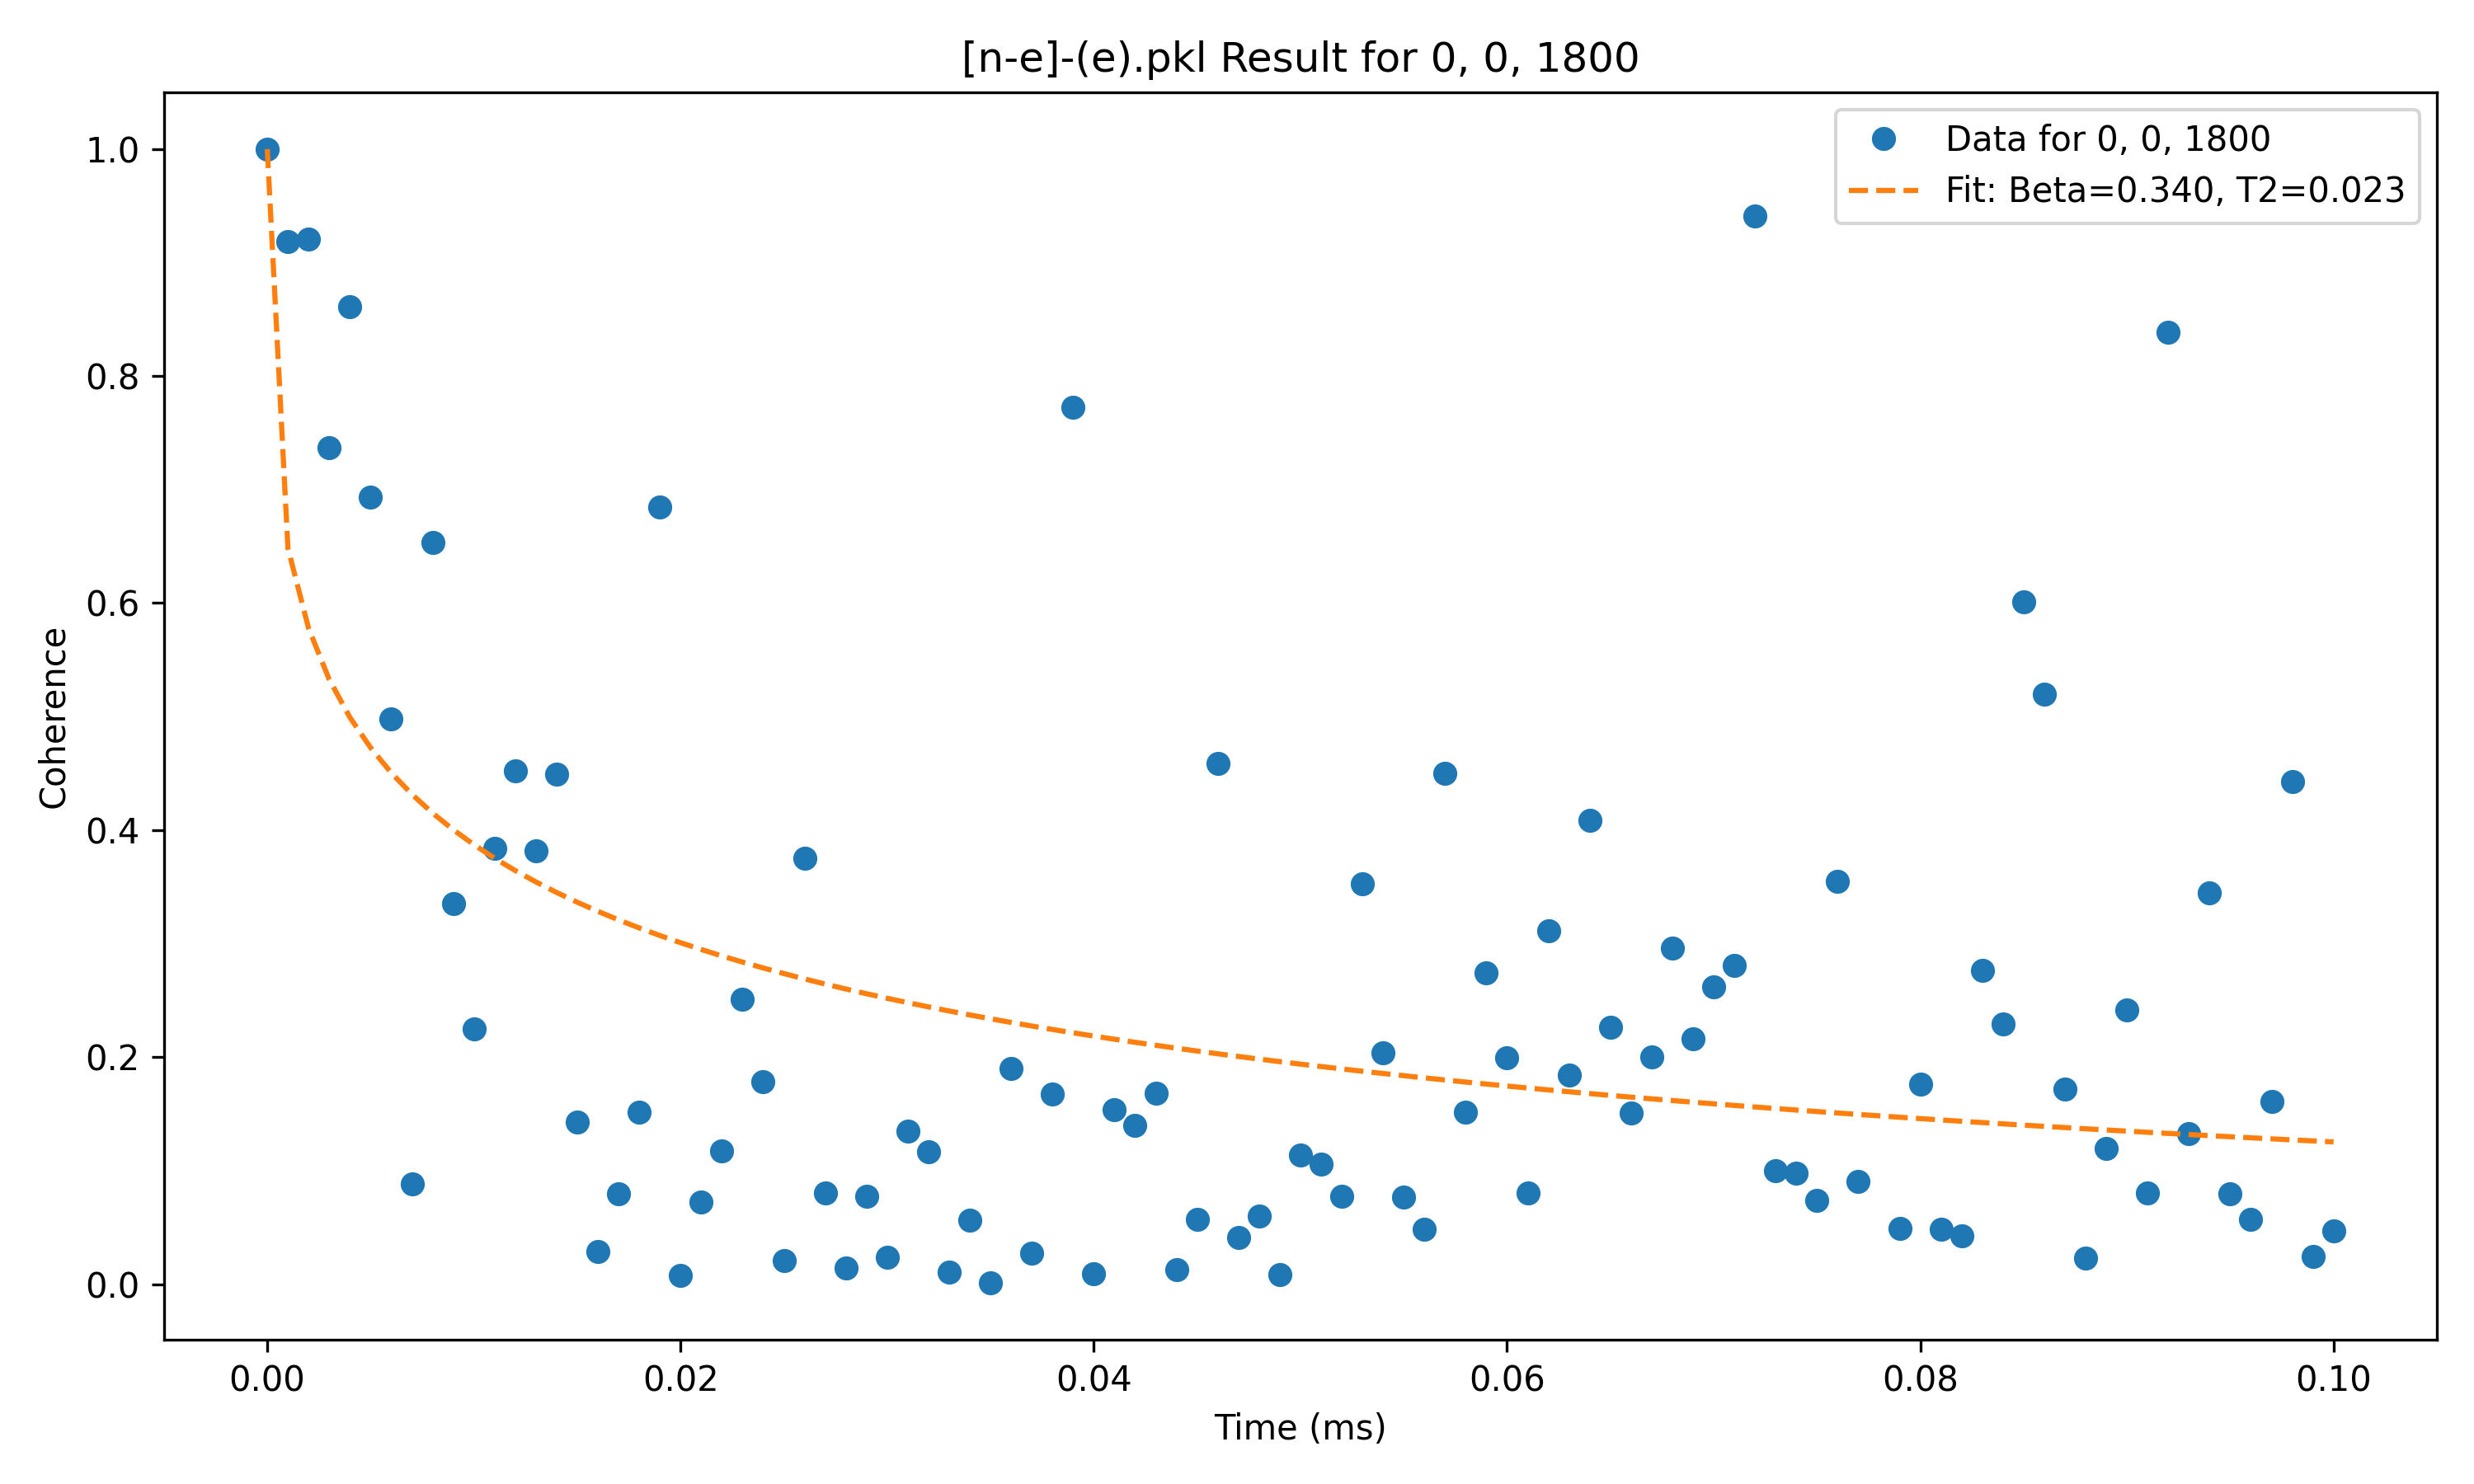 [n-e]-(e).pkl Result for 0, 0, 1800
Data for 0, 0, 1800
Fit: Beta=0.340, T2=0.023
1.0
0.8
0.6
0.4
0.2
0.0
Coherence
0.00 0.02 0.04 0.06 0.08 0.10
Time (ms)